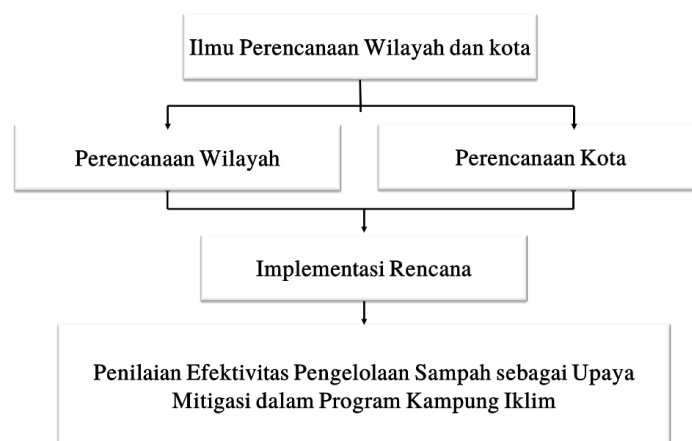 Ilmu Perencanaan Wilayah dan kota
Perencanaan Wilayah
Perencanaan Kota
Implementasi Rencana
Penilaian Efektivitas Pengelolaan Sampah sebagai Upaya
Mitigasi dalam Program Kampung Iklim